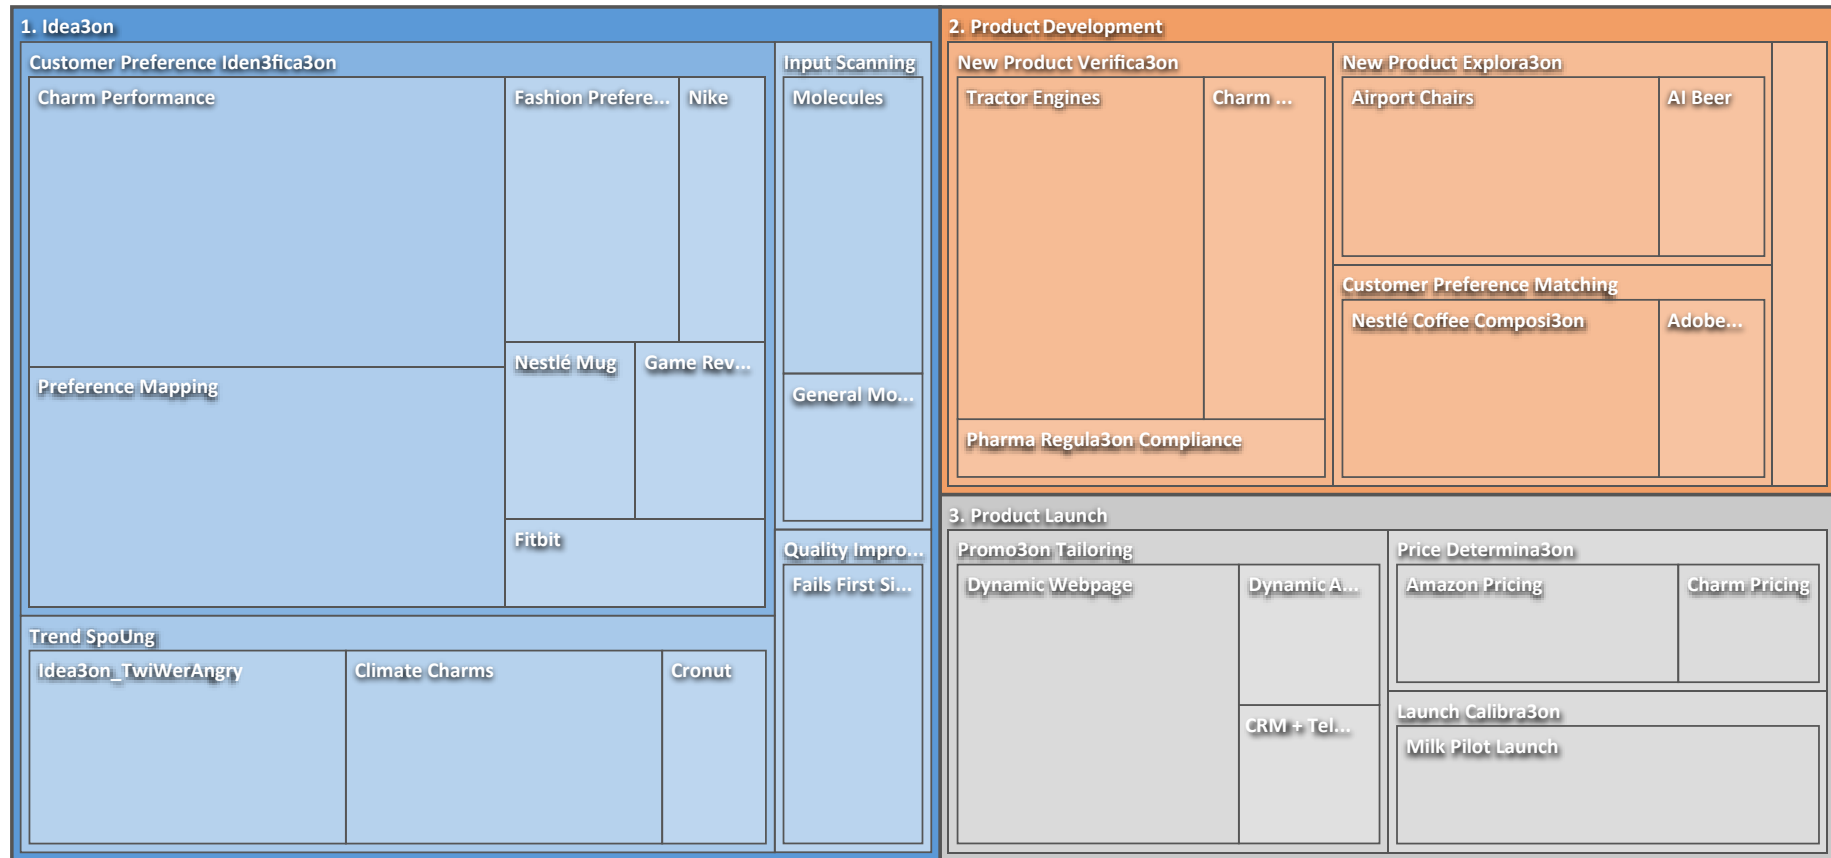 1. Idea3on
Customer Preference Iden3fica3on
Charm Performance
Fashion Prefere...
Nike
Preference Mapping
Nestlé Mug
Game Rev...
Fitbit
Input Scanning
Molecules
General Mo...
Quality Impro...
Fails First Si...
Trend SpoUng
Idea3on_TwiWerAngry
Climate Charms
Cronut
2. Product Development
New Product Verifica3on
Tractor Engines
Charm ...
Pharma Regula3on Compliance
New Product Explora3on
Airport Chairs
AI Beer
Customer Preference Matching
Nestlé Coffee Composi3on
Adobe...
3. Product Launch
Promo3on Tailoring
Dynamic Webpage
Dynamic A...
CRM + Tel...
Price Determina3on
Amazon Pricing
Charm Pricing
Launch Calibra3on
Milk Pilot Launch